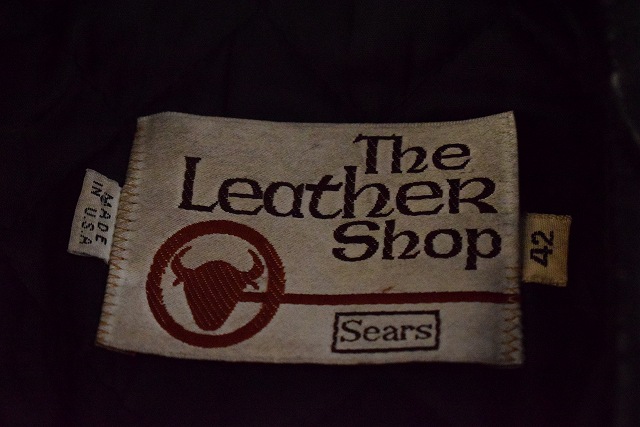 The
Leather
Shop
Sears
MADE
IN U.S.A
42